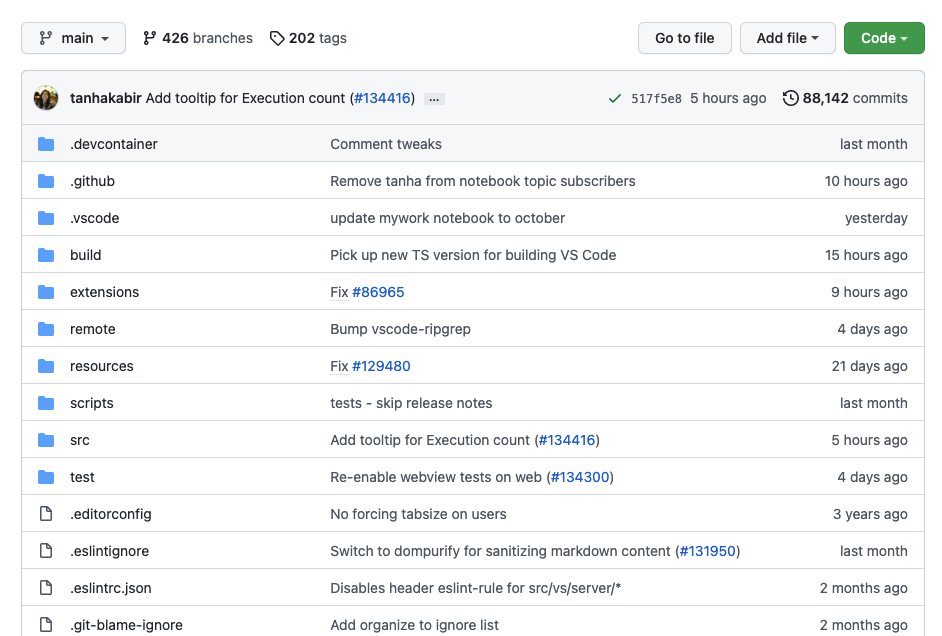 main 426 branches 202 tags Go to file Add file Code
tanhakabir Add tooltip for Execution count (#134416) ... 517f5e8 5 hours ago 88,142 commits
.devcontainer Comment tweaks last month
.github Remove tanha from notebook topic subscribers 10 hours ago
.vscode update mywork notebook to october yesterday
build Pick up new TS version for building VS Code 15 hours ago
extensions Fix #86965 9 hours ago
remote Bump vscode-ripgrep 4 days ago
resources Fix #129480 21 days ago
scripts tests - skip release notes last month
src Add tooltip for Execution count (#134416) 5 hours ago
test Re-enable webview tests on web (#134300) 4 days ago
.editorconfig No forcing tabsize on users 3 years ago
.eslintignore Switch to dompurify for sanitizing markdown content (#131950) last month
.eslintrc.json Disables header eslint-rule for src/vs/server/* 2 months ago
.git-blame-ignore Add organize to ignore list 2 months ago